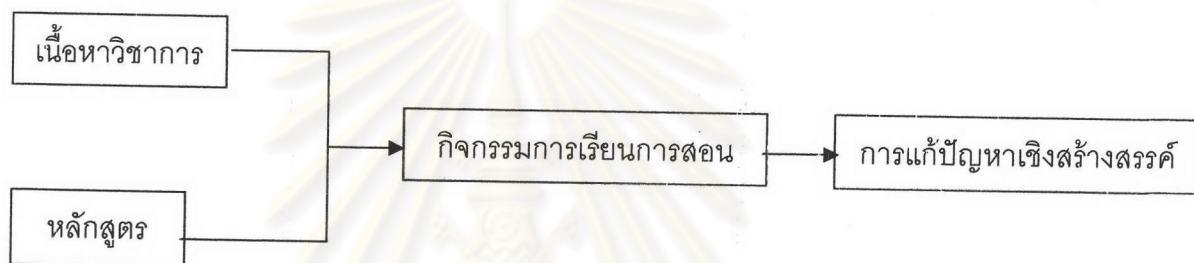 เนื้อหาวิชาการ
กิจกรรมการเรียนการสอน
การแก้ปัญหาเชิงสร้างสรรค์
หลักสูตร